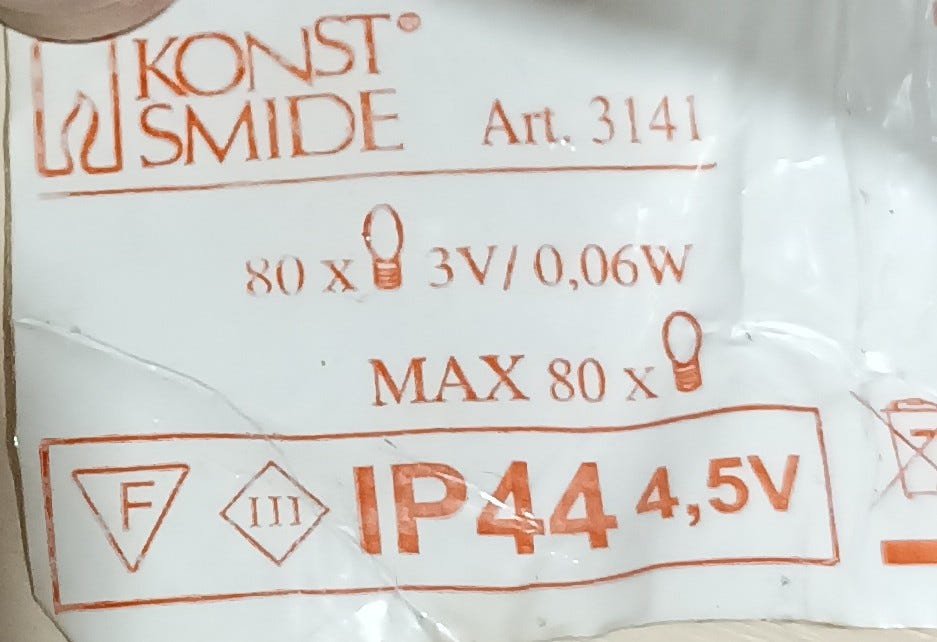 KONST
SMIDE® Art. 3141
80 x 3V/ 0,06W
MAX 80 x
F III IP44 4,5V